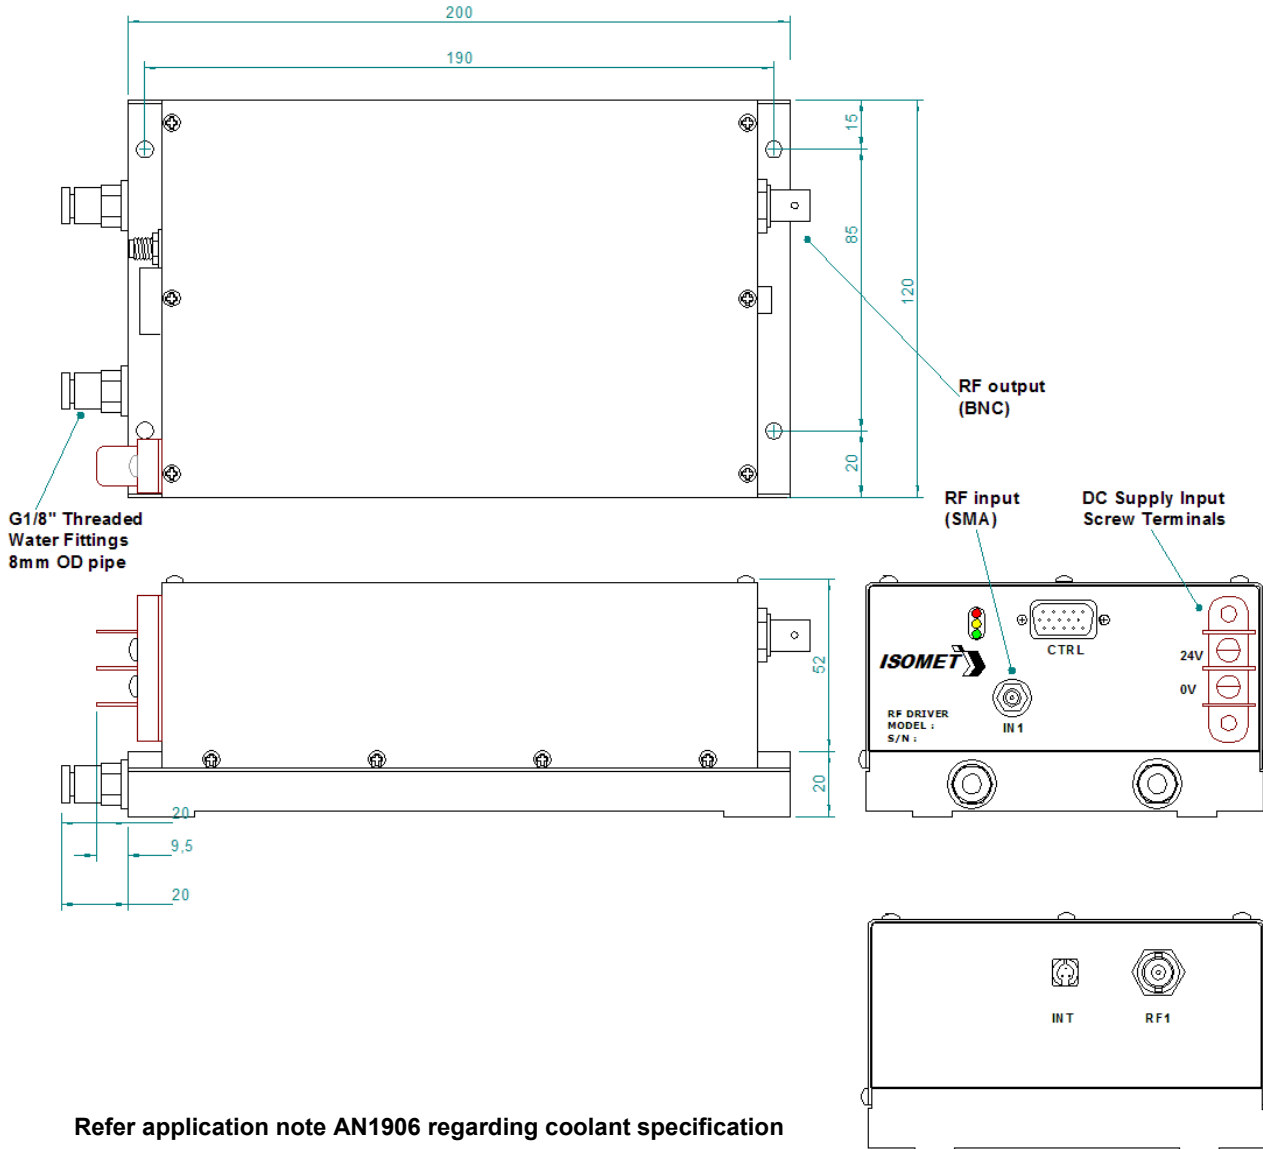 200
190
15
85
120
20
RF output
(BNC)
G1/8" Threaded
Water Fittings
8mm OD pipe
RF input
(SMA)
DC Supply Input
Screw Terminals
52
20
20
9,5
20
CTRL
ISOMET
24V
0V
RF DRIVER
MODEL :
S/N :
IN1
INT
RF1
Refer application note AN1906 regarding coolant specification